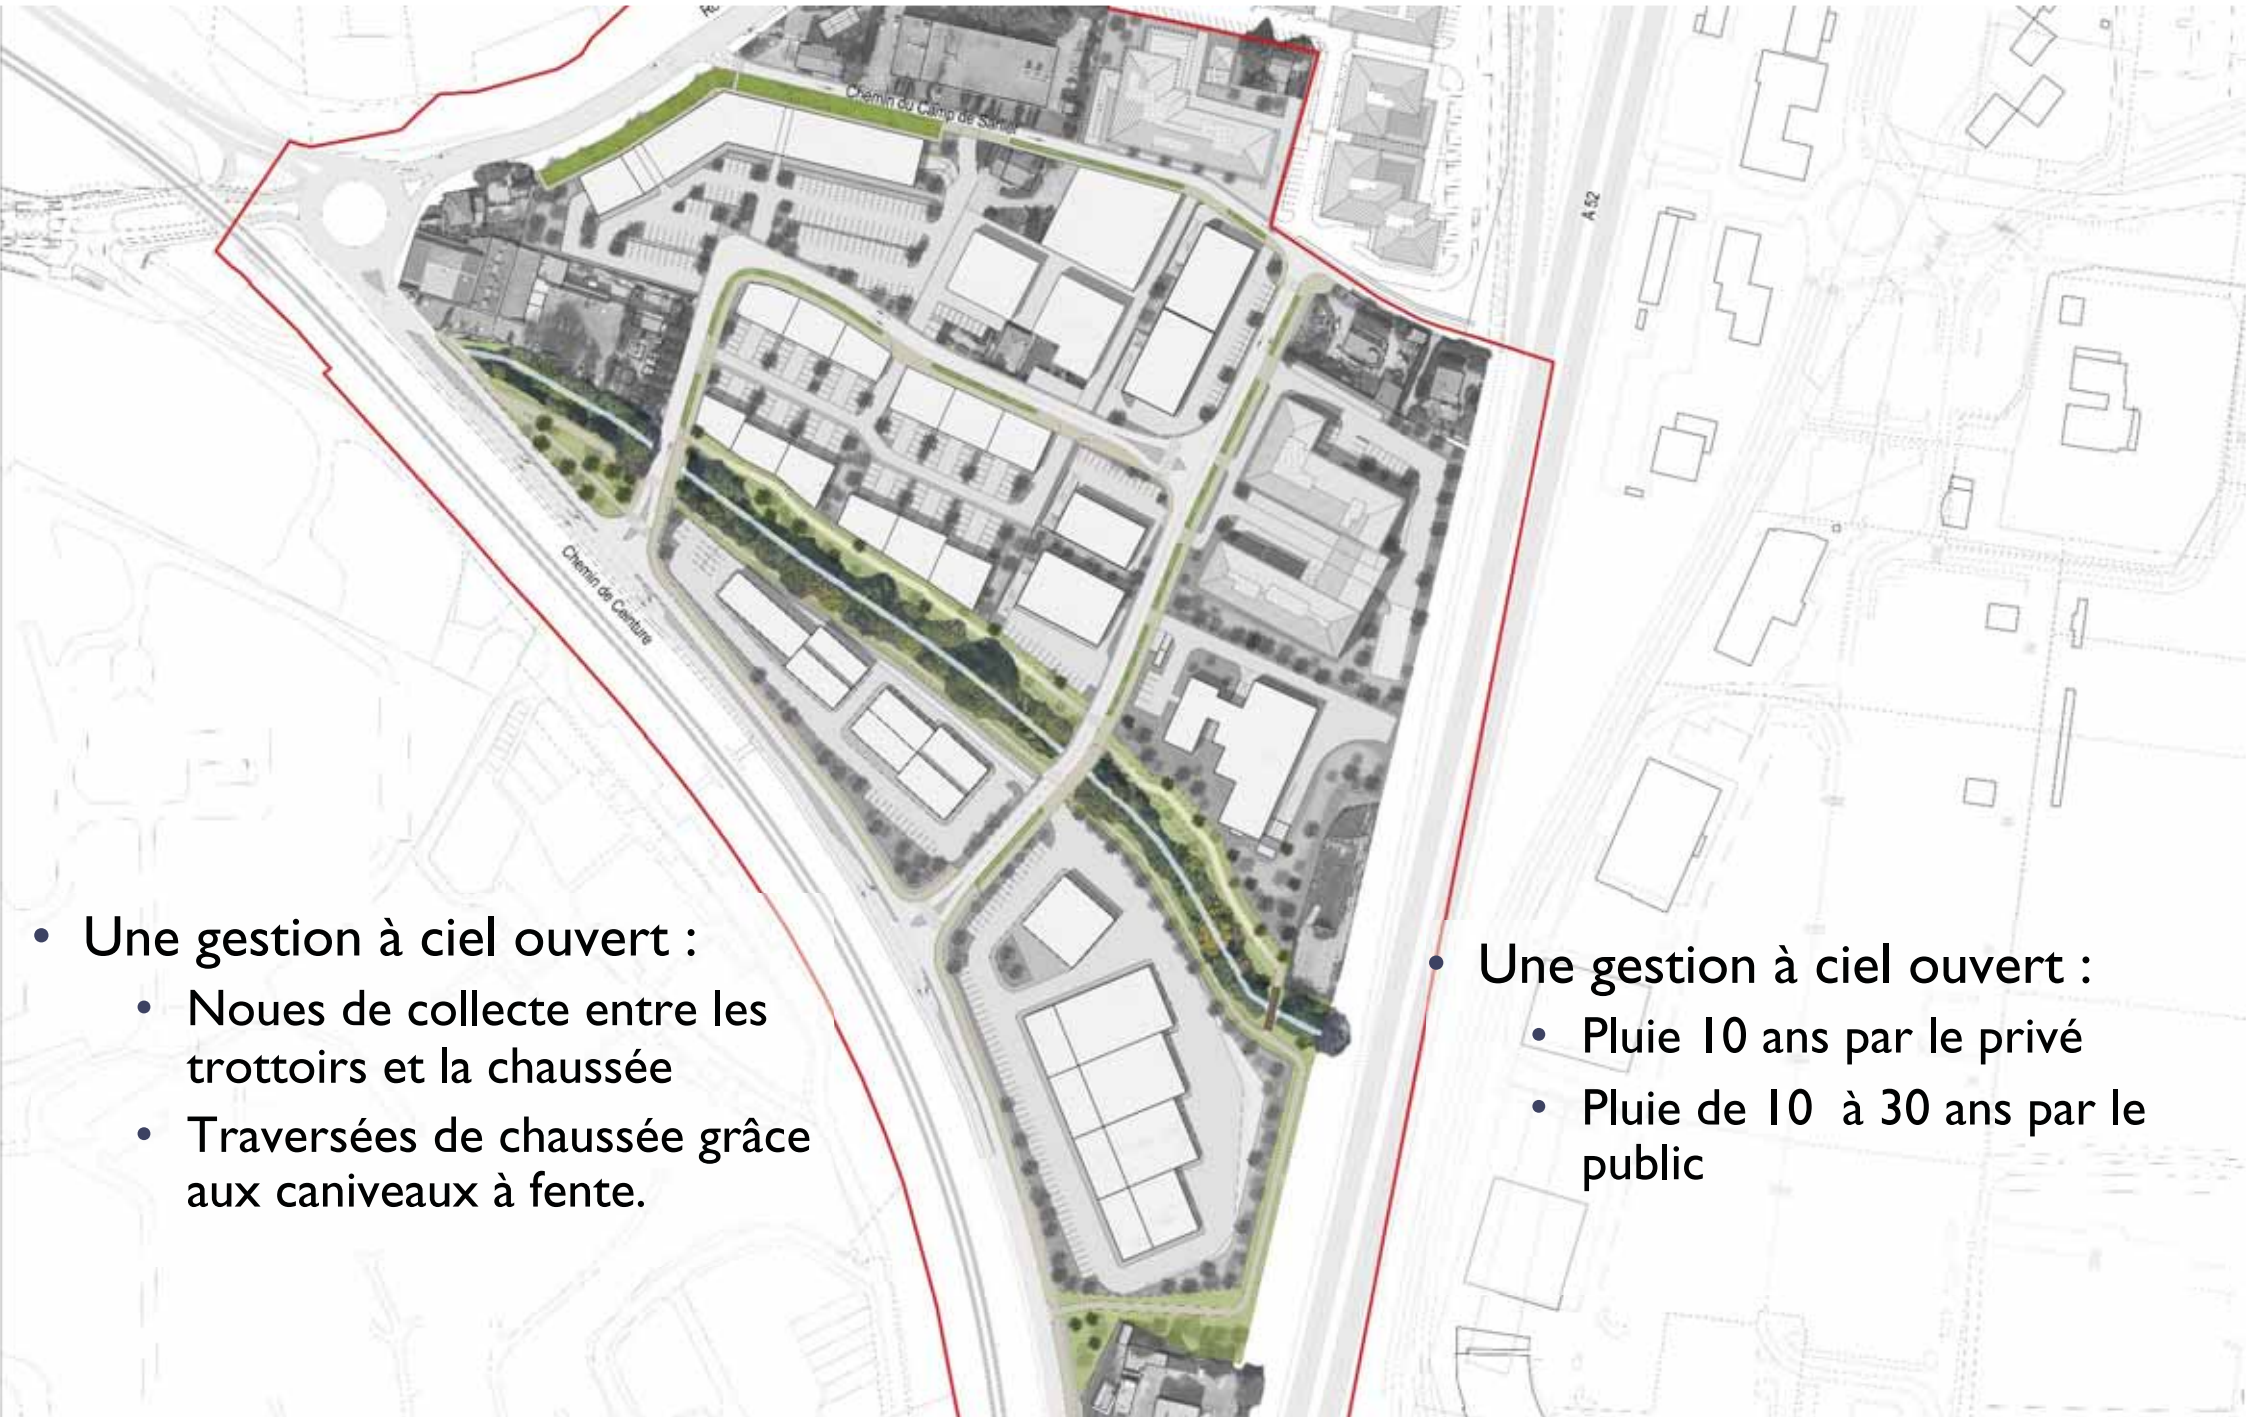 Chemin du Camp de Sarlier
A 52
Chemin de Ceinture
• Une gestion à ciel ouvert :
• Noues de collecte entre les
trottoirs et la chaussée
• Traversées de chaussée grâce
aux caniveaux à fente.
• Une gestion à ciel ouvert :
• Pluie 10 ans par le privé
• Pluie de 10 à 30 ans par le
public